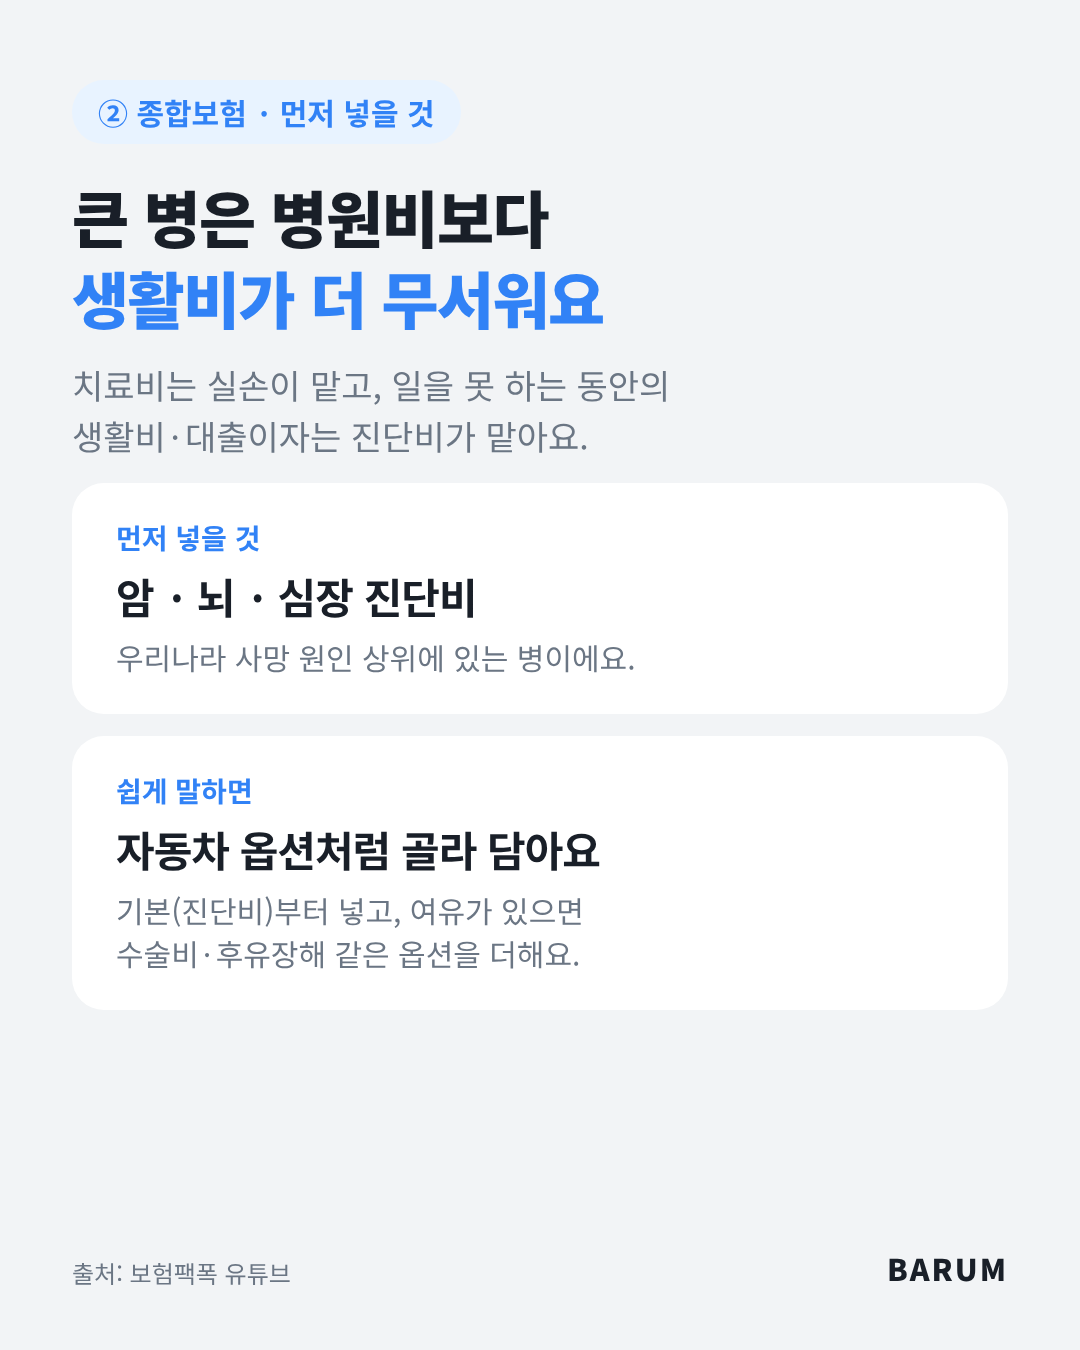 ② 종합보험 · 먼저 넣을 것
큰 병은 병원비보다
생활비가 더 무서워요
치료비는 실손이 맡고, 일을 못 하는 동안의
생활비·대출이자는 진단비가 맡아요.
먼저 넣을 것
암 · 뇌 · 심장 진단비
우리나라 사망 원인 상위에 있는 병이에요.
쉽게 말하면
자동차 옵션처럼 골라 담아요
기본(진단비)부터 넣고, 여유가 있으면
수술비·후유장해 같은 옵션을 더해요.
출처: 보험팩폭 유튜브
BARUM